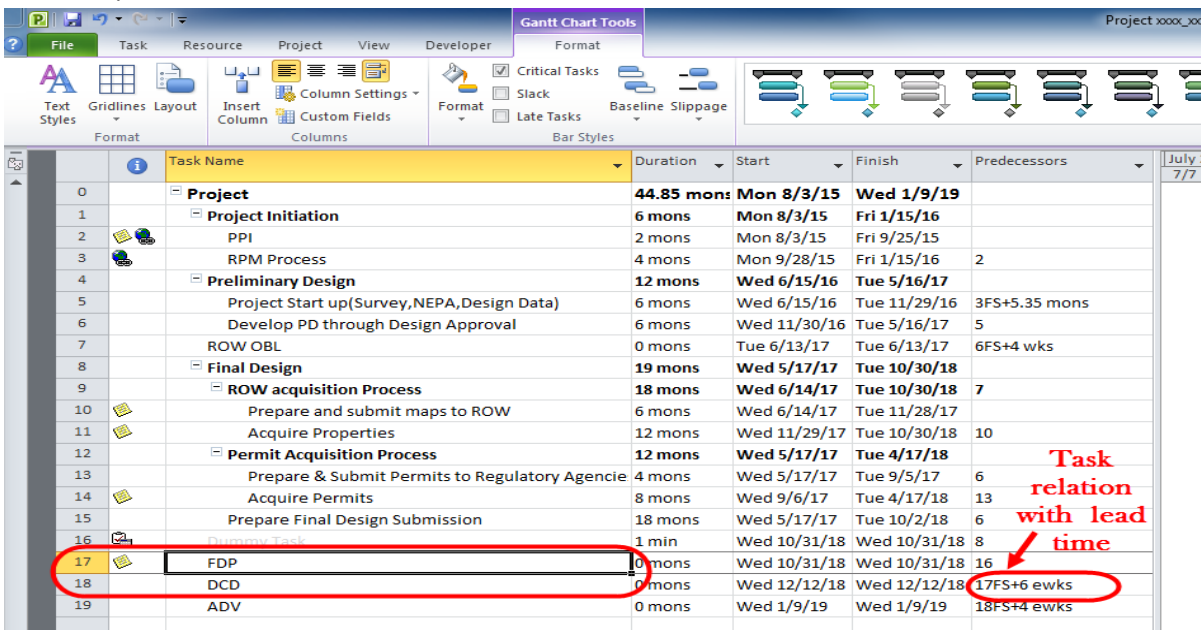 Gantt Chart Tools
Project xxxx_xx
File Task Resource Project View Developer Format
Text Styles
Gridlines
Layout
Format
Insert Column
Column Settings
Custom Fields
Columns
Format
Critical Tasks
Slack
Late Tasks
Baseline
Slippage
Bar Styles
Task Name Duration Start Finish Predecessors July
7/7
0 Project 44.85 mons Mon 8/3/15 Wed 1/9/19
1 Project Initiation 6 mons Mon 8/3/15 Fri 1/15/16
2 PPI 2 mons Mon 8/3/15 Fri 9/25/15
3 RPM Process 4 mons Mon 9/28/15 Fri 1/15/16 2
4 Preliminary Design 12 mons Wed 6/15/16 Tue 5/16/17
5 Project Start up(Survey,NEPA,Design Data) 6 mons Wed 6/15/16 Tue 11/29/16 3FS+5.35 mons
6 Develop PD through Design Approval 6 mons Wed 11/30/16 Tue 5/16/17 5
7 ROW OBL 0 mons Tue 6/13/17 Tue 6/13/17 6FS+4 wks
8 Final Design 19 mons Wed 5/17/17 Tue 10/30/18
9 ROW acquisition Process 18 mons Wed 6/14/17 Tue 10/30/18 7
10 Prepare and submit maps to ROW 6 mons Wed 6/14/17 Tue 11/28/17
11 Acquire Properties 12 mons Wed 11/29/17 Tue 10/30/18 10
12 Permit Acquisition Process 12 mons Wed 5/17/17 Tue 4/17/18
13 Prepare & Submit Permits to Regulatory Agencie 4 mons Wed 5/17/17 Tue 9/5/17 6
14 Acquire Permits 8 mons Wed 9/6/17 Tue 4/17/18 13
15 Prepare Final Design Submission 18 mons Wed 5/17/17 Tue 10/2/18 6
16 Dummy Task 1 min Wed 10/31/18 Wed 10/31/18 8
17 FDP 0 mons Wed 10/31/18 Wed 10/31/18 16
18 DCD 0 mons Wed 12/12/18 Wed 12/12/18 17FS+6 ewks
19 ADV 0 mons Wed 1/9/19 Wed 1/9/19 18FS+4 ewks
Task
relation
with lead
time